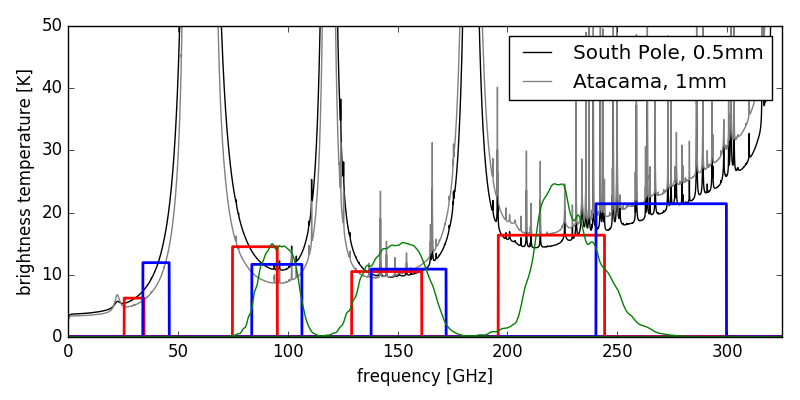 50
40
30
20
10
0
brightness temperature [K]
South Pole, 0.5mm
Atacama, 1mm
0 50 100 150 200 250 300
frequency [GHz]